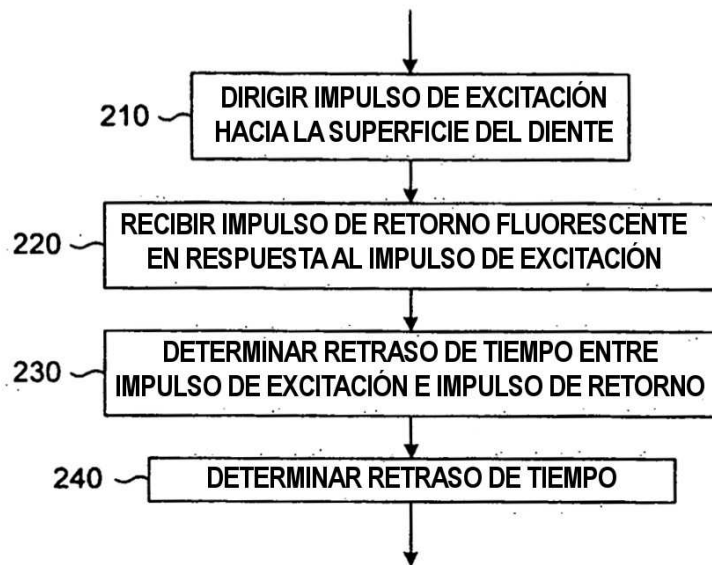 210
DIRIGIR IMPULSO DE EXCITACIÓN
HACIA LA SUPERFICIE DEL DIENTE
220
RECIBIR IMPULSO DE RETORNO FLUORESCENTE
EN RESPUESTA AL IMPULSO DE EXCITACIÓN
230
DETERMINAR RETRASO DE TIEMPO ENTRE
IMPULSO DE EXCITACIÓN E IMPULSO DE RETORNO
240
DETERMINAR RETRASO DE TIEMPO